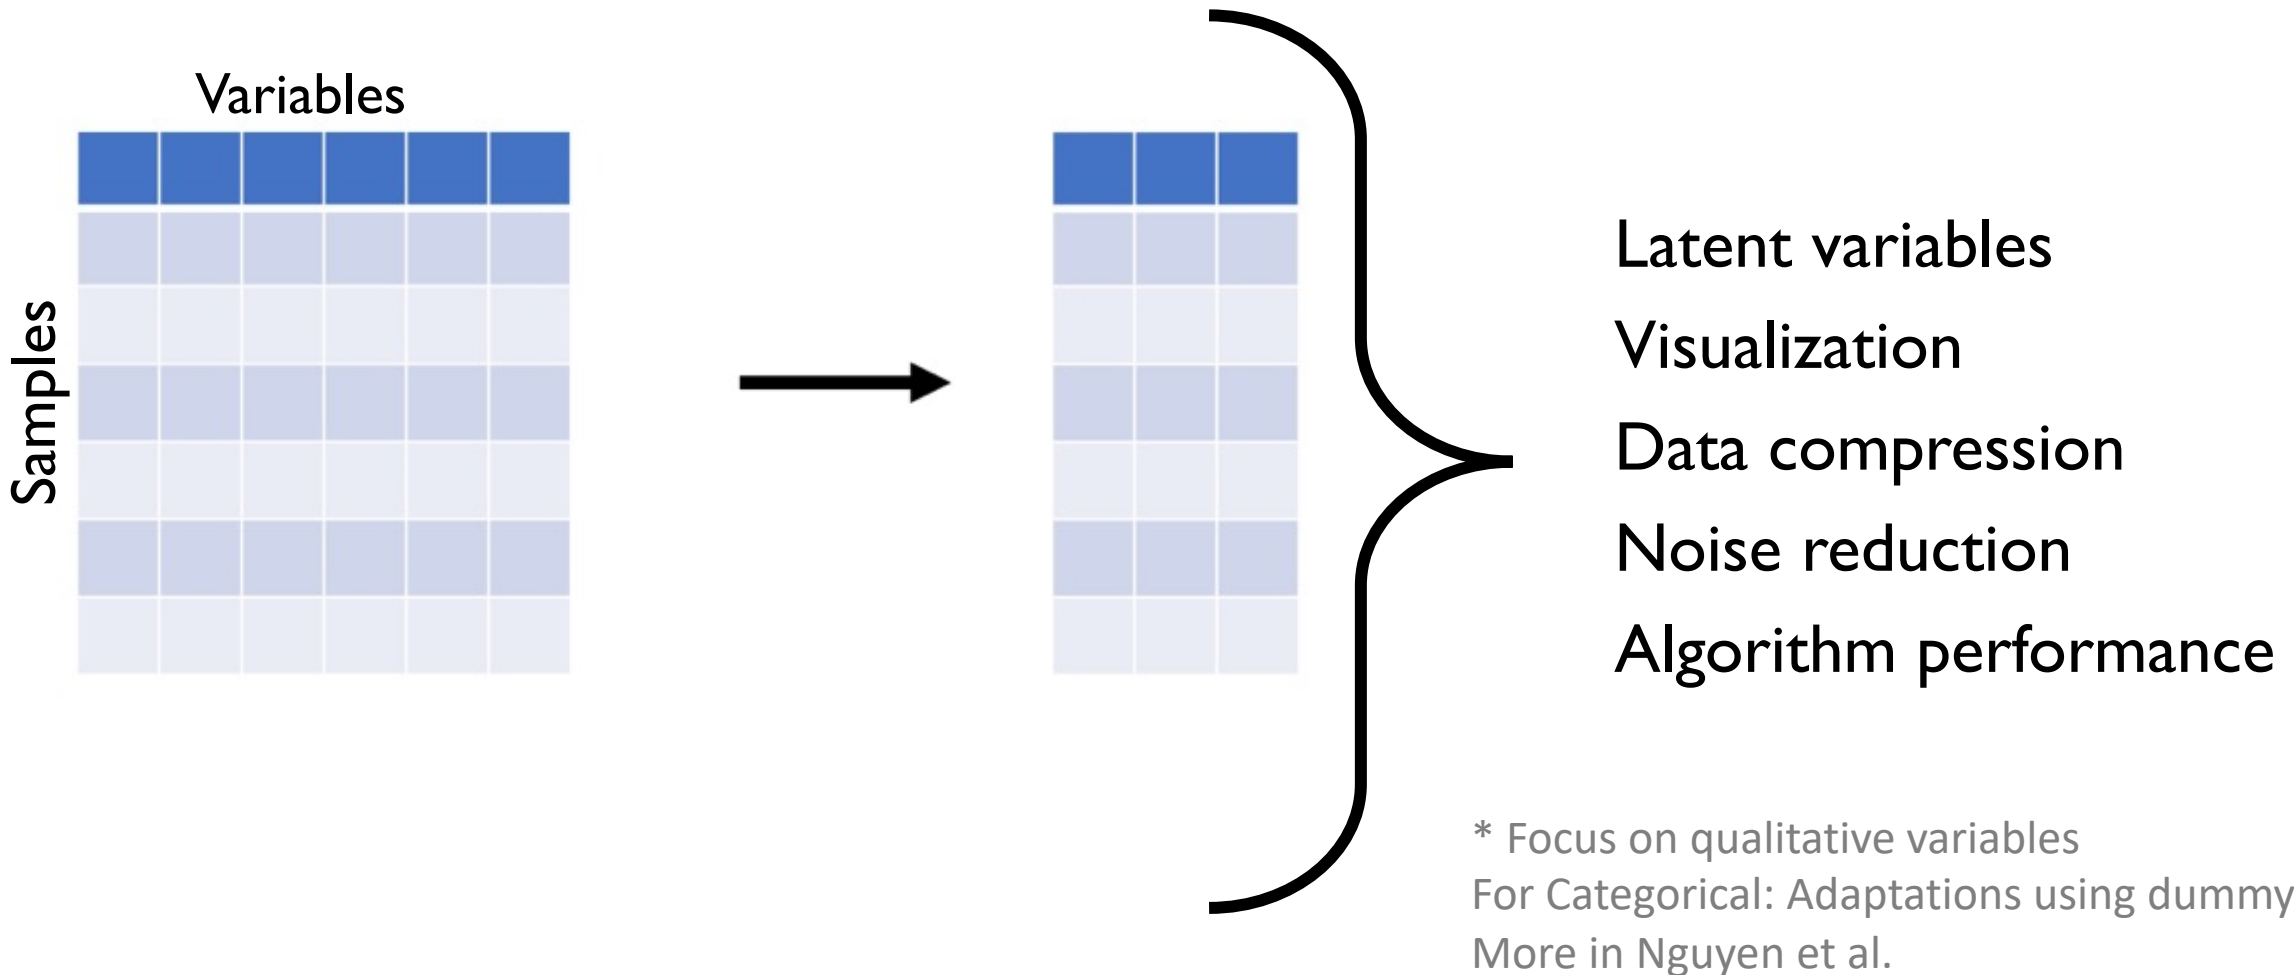 Variables
Samples
Latent variables
Visualization
Data compression
Noise reduction
Algorithm performance
* Focus on qualitative variables
For Categorical: Adaptations using dummy
More in Nguyen et al.